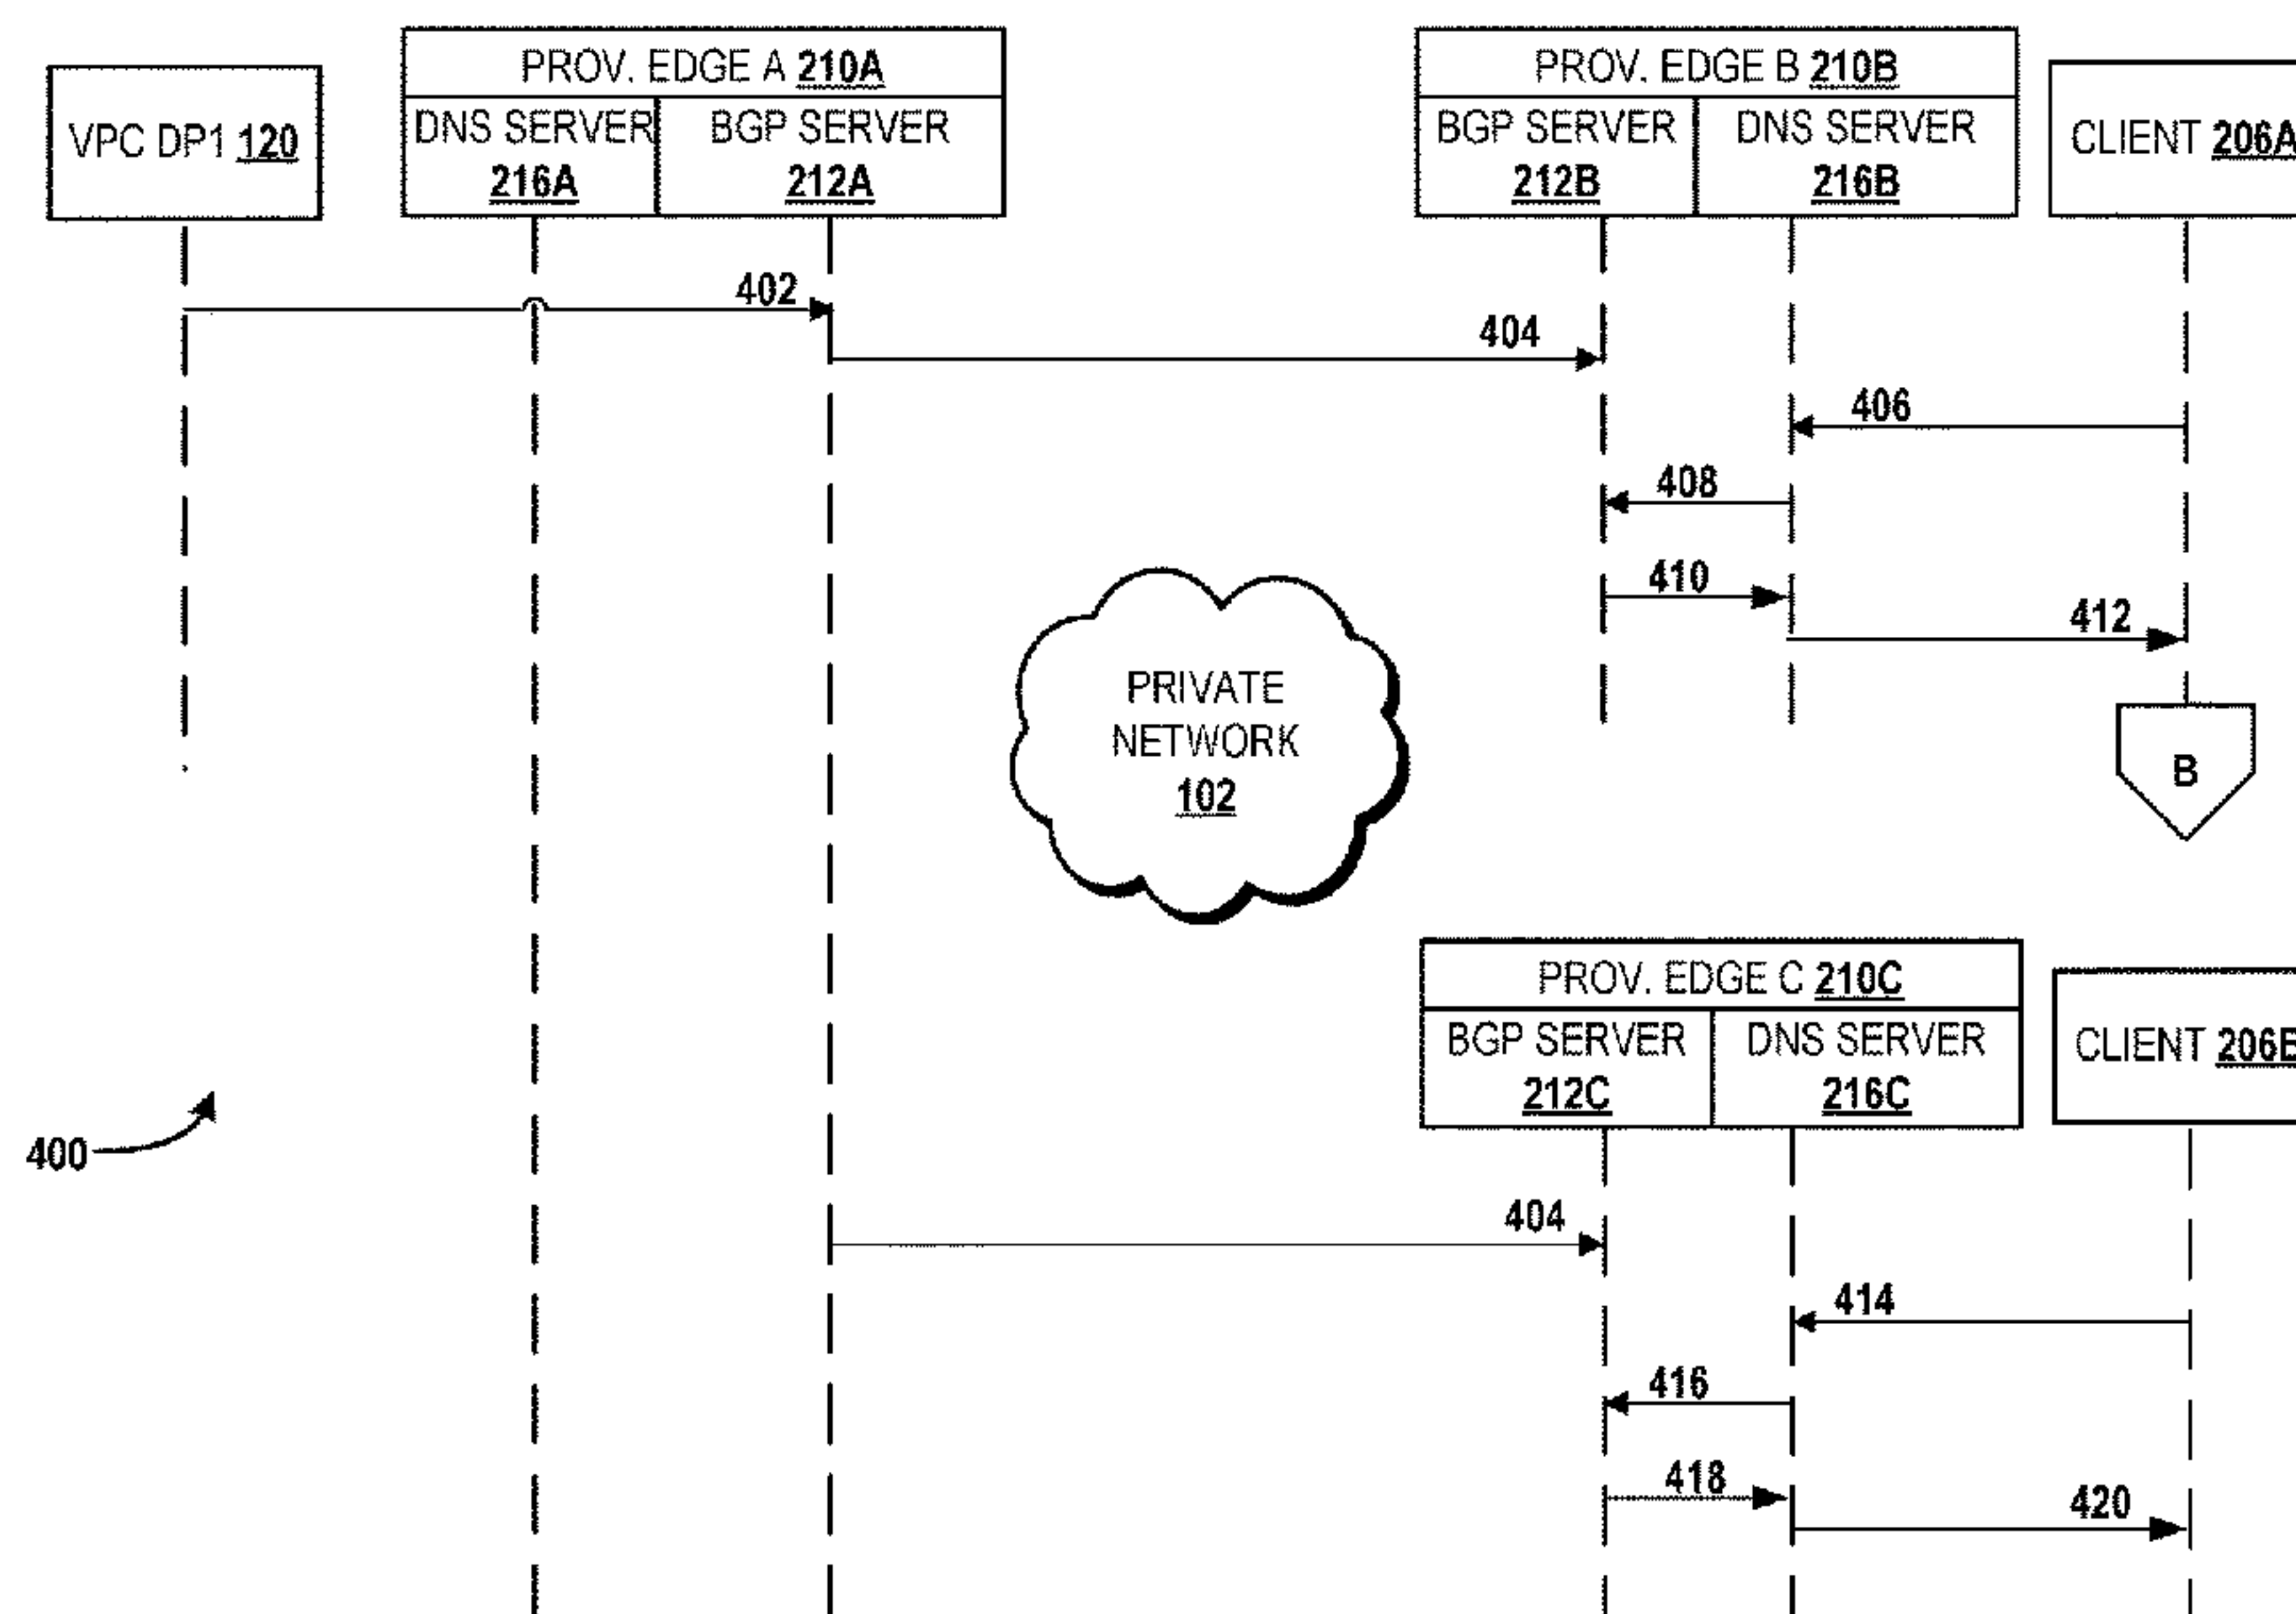 PROV. EDGE A 210A
PROV. EDGE B 210B
VPC DP1 120
DNS SERVER
216A
BGP SERVER
212A
BGP SERVER
212B
DNS SERVER
216B
CLIENT 206A
402
404
406
408
410
412
PRIVATE
NETWORK
102
B
PROV. EDGE C 210C
BGP SERVER
212C
DNS SERVER
216C
CLIENT 206B
400
404
414
416
418
420